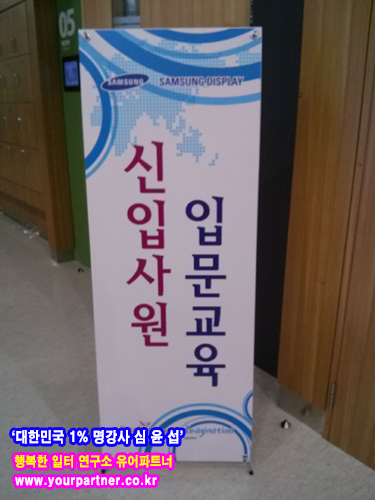 05
SAMSUNG SAMSUNG DISPLAY
신입사원
입문교육
imagination
'대한민국 1% 명강사 심 윤 섭'
행복한 일터 연구소 유어파트너
www.yourpartner.co.kr